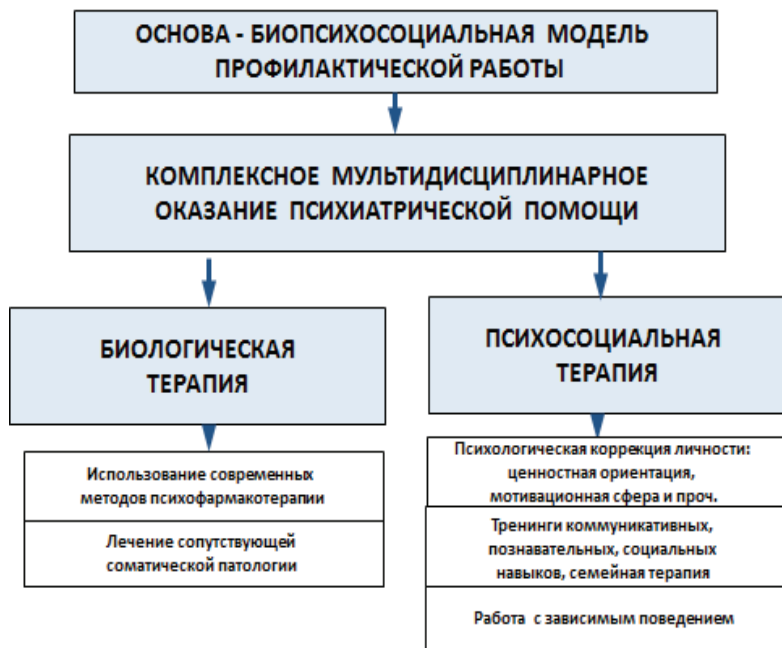 ОСНОВА - БИОПСИХОСОЦИАЛЬНАЯ МОДЕЛЬ
ПРОФИЛАКТИЧЕСКОЙ РАБОТЫ
КОМПЛЕКСНОЕ МУЛЬТИДИСЦИПЛИНАРНОЕ
ОКАЗАНИЕ ПСИХИАТРИЧЕСКОЙ ПОМОЩИ
БИОЛОГИЧЕСКАЯ
ТЕРАПИЯ
Использование современных
методов психофармакотерапии
Лечение сопутствующей
соматической патологии
ПСИХОСОЦИАЛЬНАЯ
ТЕРАПИЯ
Психологическая коррекция личности:
ценностная ориентация,
мотивационная сфера и проч.
Тренинги коммуникативных,
познавательных, социальных
навыков, семейная терапия
Работа с зависимым поведением